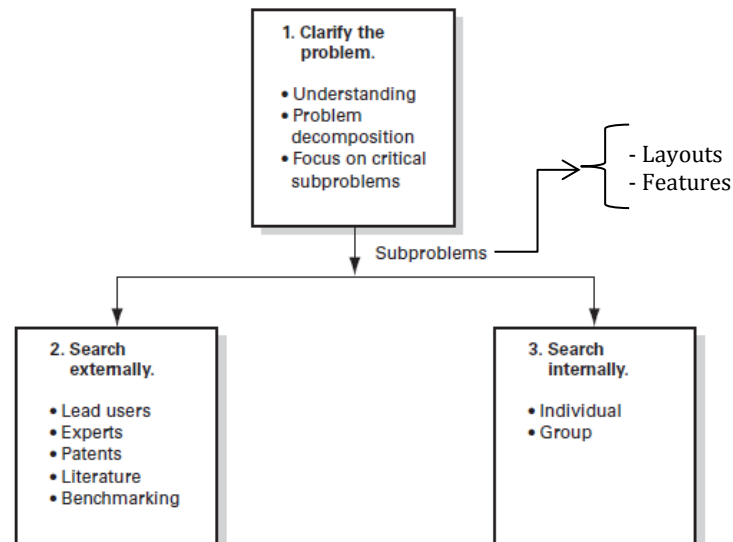 1. Clarify the
problem.
• Understanding
• Problem
decomposition
• Focus on critical
subproblems
- Layouts
- Features
Subproblems
2. Search
externally.
• Lead users
• Experts
• Patents
• Literature
• Benchmarking
3. Search
internally.
• Individual
• Group